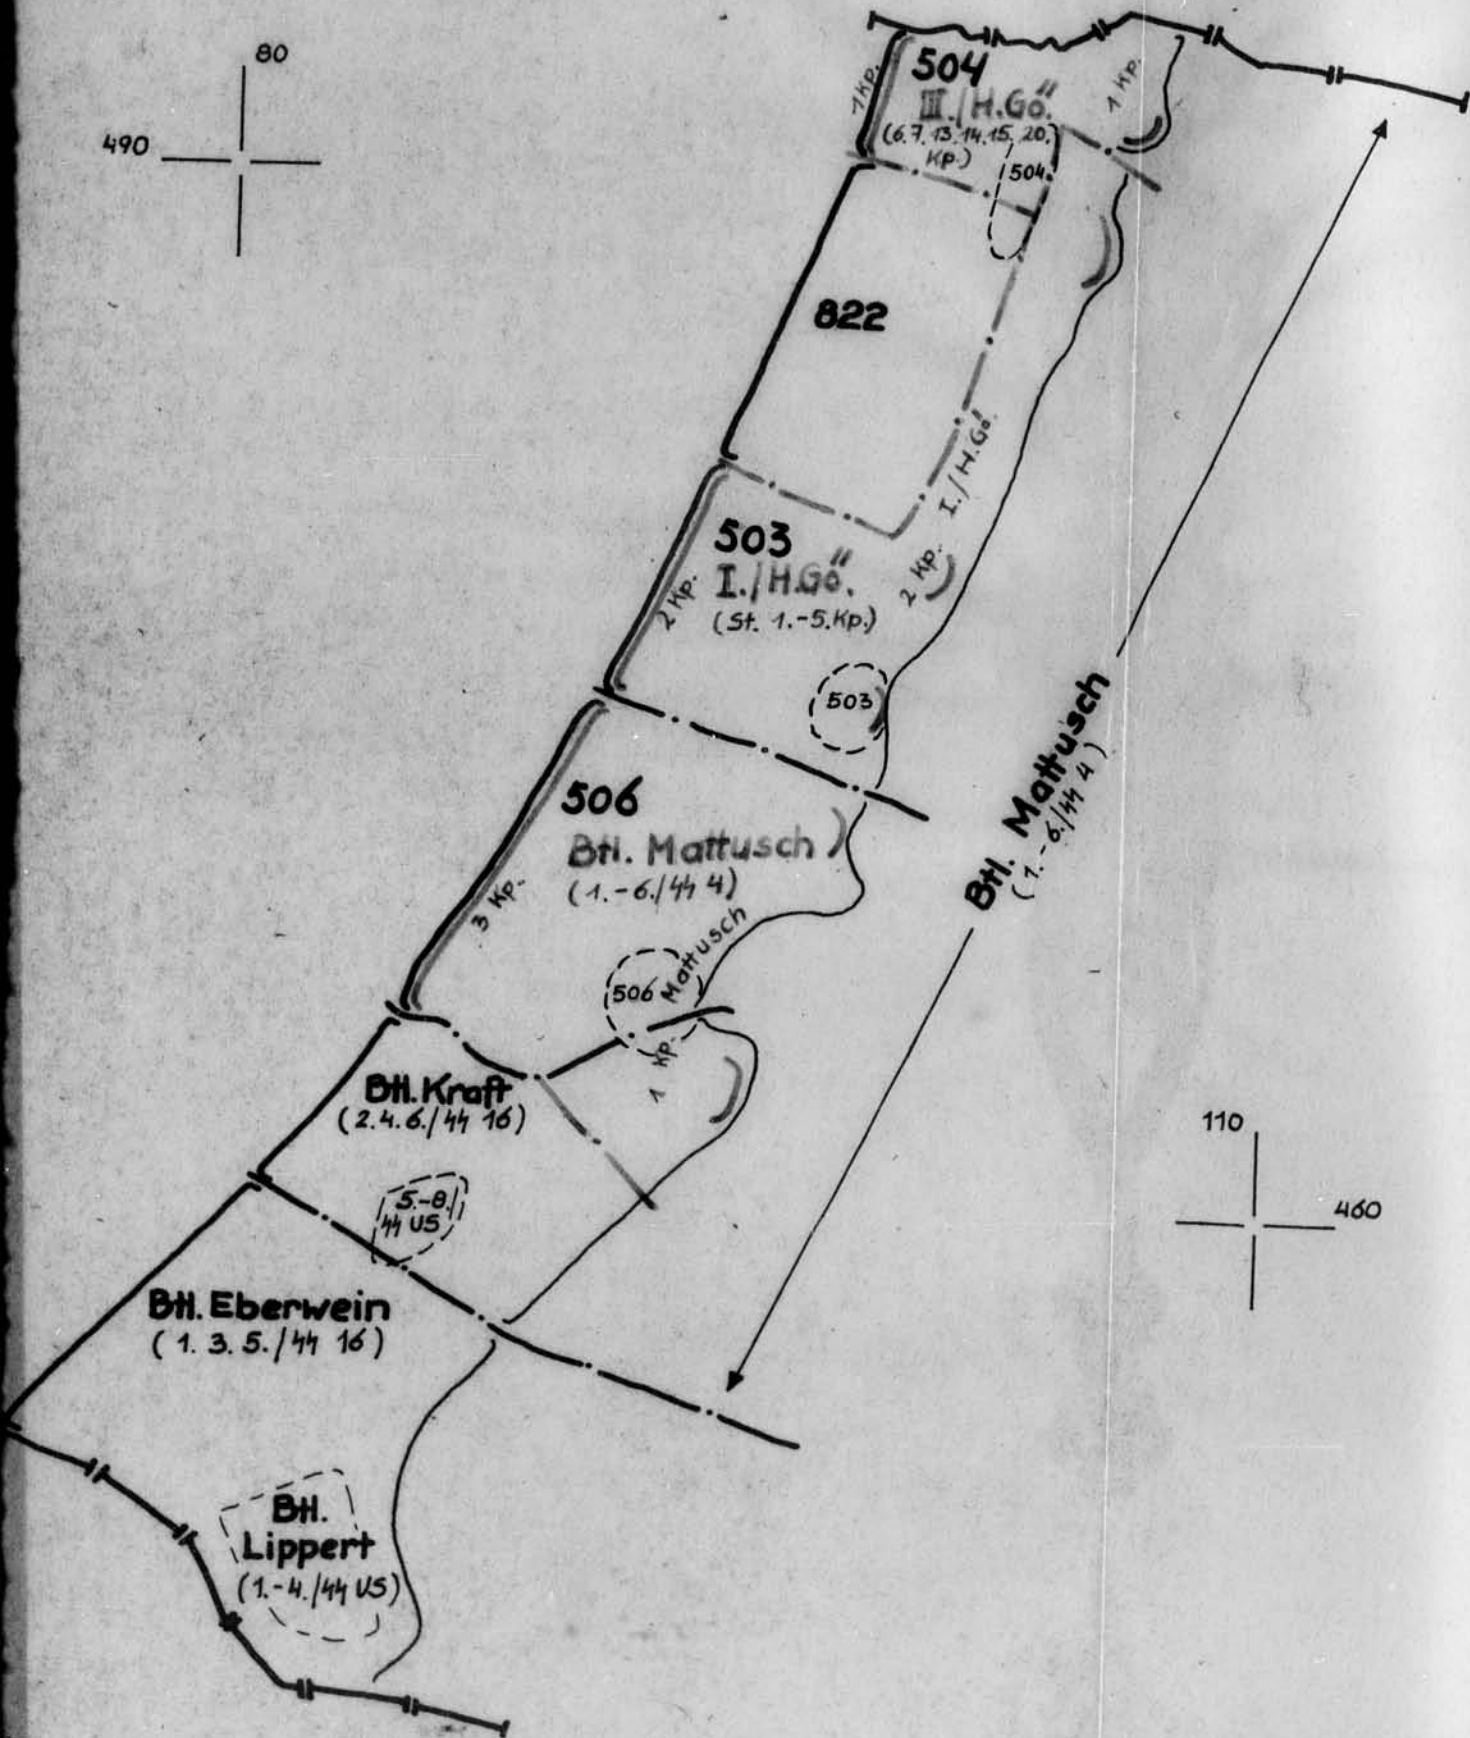 80
490
1 Kp.
504
III./H.Gö."
(6.7.13.14.15.20.
Kp.)
504
1 Kp.
822
I./H.Gö.
503
I./H.Gö."
(St. 1.-5.Kp.)
2 Kp.
2 Kp.
503
Btl. Mattusch
(1.-6./44 4)
506
Btl. Mattusch
(1.-6./44 4)
3 Kp.
506
Mattusch
1 Kp.
Btl. Kraft
(2.4.6./44 16)
5.-8./
44 US
110
460
Btl. Eberwein
(1. 3. 5./44 16)
Btl.
Lippert
(1.-4./44 US)